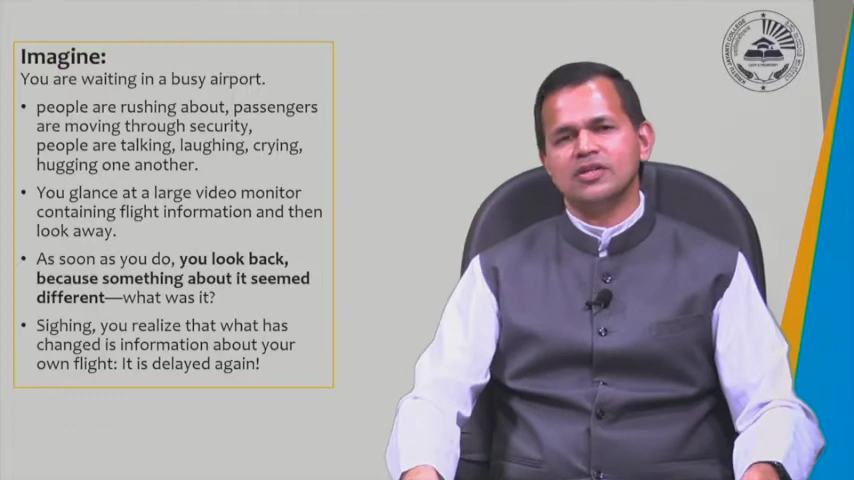 Imagine:
You are waiting in a busy airport.
• people are rushing about, passengers
are moving through security,
people are talking, laughing, crying,
hugging one another.
• You glance at a large video monitor
containing flight information and then
look away.
• As soon as you do, you look back,
because something about it seemed
different—what was it?
• Sighing, you realize that what has
changed is information about your
own flight: It is delayed again!
KRISTU JAYANTI COLLEGE